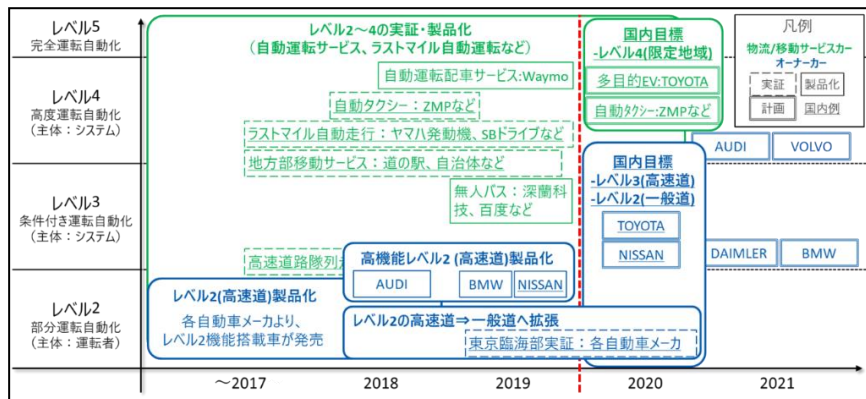 レベル5
完全運転自動化
レベル4
高度運転自動化
(主体:システム)
レベル3
条件付き運転自動化
(主体:システム)
レベル2
部分運転自動化
(主体:運転者)
レベル2~4の実証・製品化
(自動運転サービス、ラストマイル自動運転など)
自動運転配車サービス:Waymo
自動タクシー:ZMPなど
ラストマイル自動走行:ヤマハ発動機、SBドライブなど
地方部移動サービス:道の駅、自治体など
無人バス:深蘭科
技、百度など
高速道路隊列
高機能レベル2 (高速道)製品化
AUDI
BMW
NISSAN
レベル2(高速道)製品化
各自動車メーカより、
レベル2機能搭載車が発売
レベル2の高速道⇒一般道へ拡張
東京臨海部実証:各自動車メーカ
国内目標
-レベル4(限定地域)
多目的EV:TOYOTA
自動タクシー:ZMPなど
国内目標
-レベル3(高速道)
-レベル2(一般道)
TOYOTA
NISSAN
凡例
物流/移動サービスカー
オーナーカー
実証
製品化
計画
国内例
AUDI
VOLVO
DAIMLER
BMW
~2017
2018
2019
2020
2021